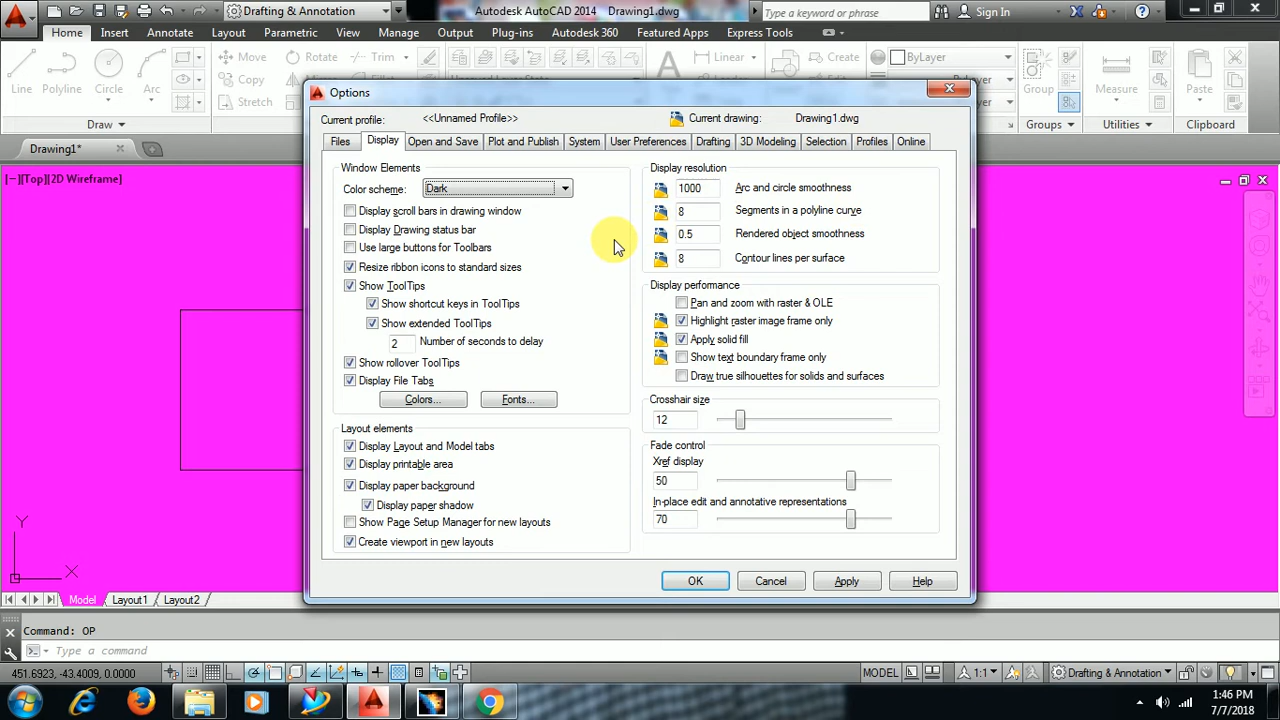 Drafting & Annotation
Autodesk AutoCAD 2014 Drawing1.dwg
Type a keyword or phrase
Sign In
Home Insert Annotate Layout Parametric View Manage Output Plug-ins Autodesk 360 Featured Apps Express Tools
Line Polyline Circle Arc
Move Rotate Trim
Copy Mirror Fillet
Stretch
Linear
Create
ByLayer
Group
Measure
Draw
Groups
Drawing1*
[−][Top][2D Wireframe]
Options
Current profile: <<Unnamed Profile>> Current drawing: Drawing1.dwg
Files Display Open and Save Plot and Publish System User Preferences Drafting 3D Modeling Selection Profiles Online
Window Elements
Color scheme: Dark
Display scroll bars in drawing window
Display Drawing status bar
Use large buttons for Toolbars
Resize ribbon icons to standard sizes
Show ToolTips
Show shortcut keys in ToolTips
Show extended ToolTips
2 Number of seconds to delay
Show rollover ToolTips
Display File Tabs
Colors... Fonts...
Layout elements
Display Layout and Model tabs
Display printable area
Display paper background
Display paper shadow
Show Page Setup Manager for new layouts
Create viewport in new layouts
Display resolution
1000 Arc and circle smoothness
8 Segments in a polyline curve
0.5 Rendered object smoothness
8 Contour lines per surface
Display performance
Pan and zoom with raster & OLE
Highlight raster image frame only
Apply solid fill
Show text boundary frame only
Draw true silhouettes for solids and surfaces
Crosshair size
12
Fade control
Xref display
50
In-place edit and annotative representations
70
OK Cancel Apply Help
Y
X
Model Layout1 Layout2
Command: OP
Type a command
451.6923, -43.4009, 0.0000
MODEL
1:1
Drafting & Annotation
1:46 PM
7/7/2018